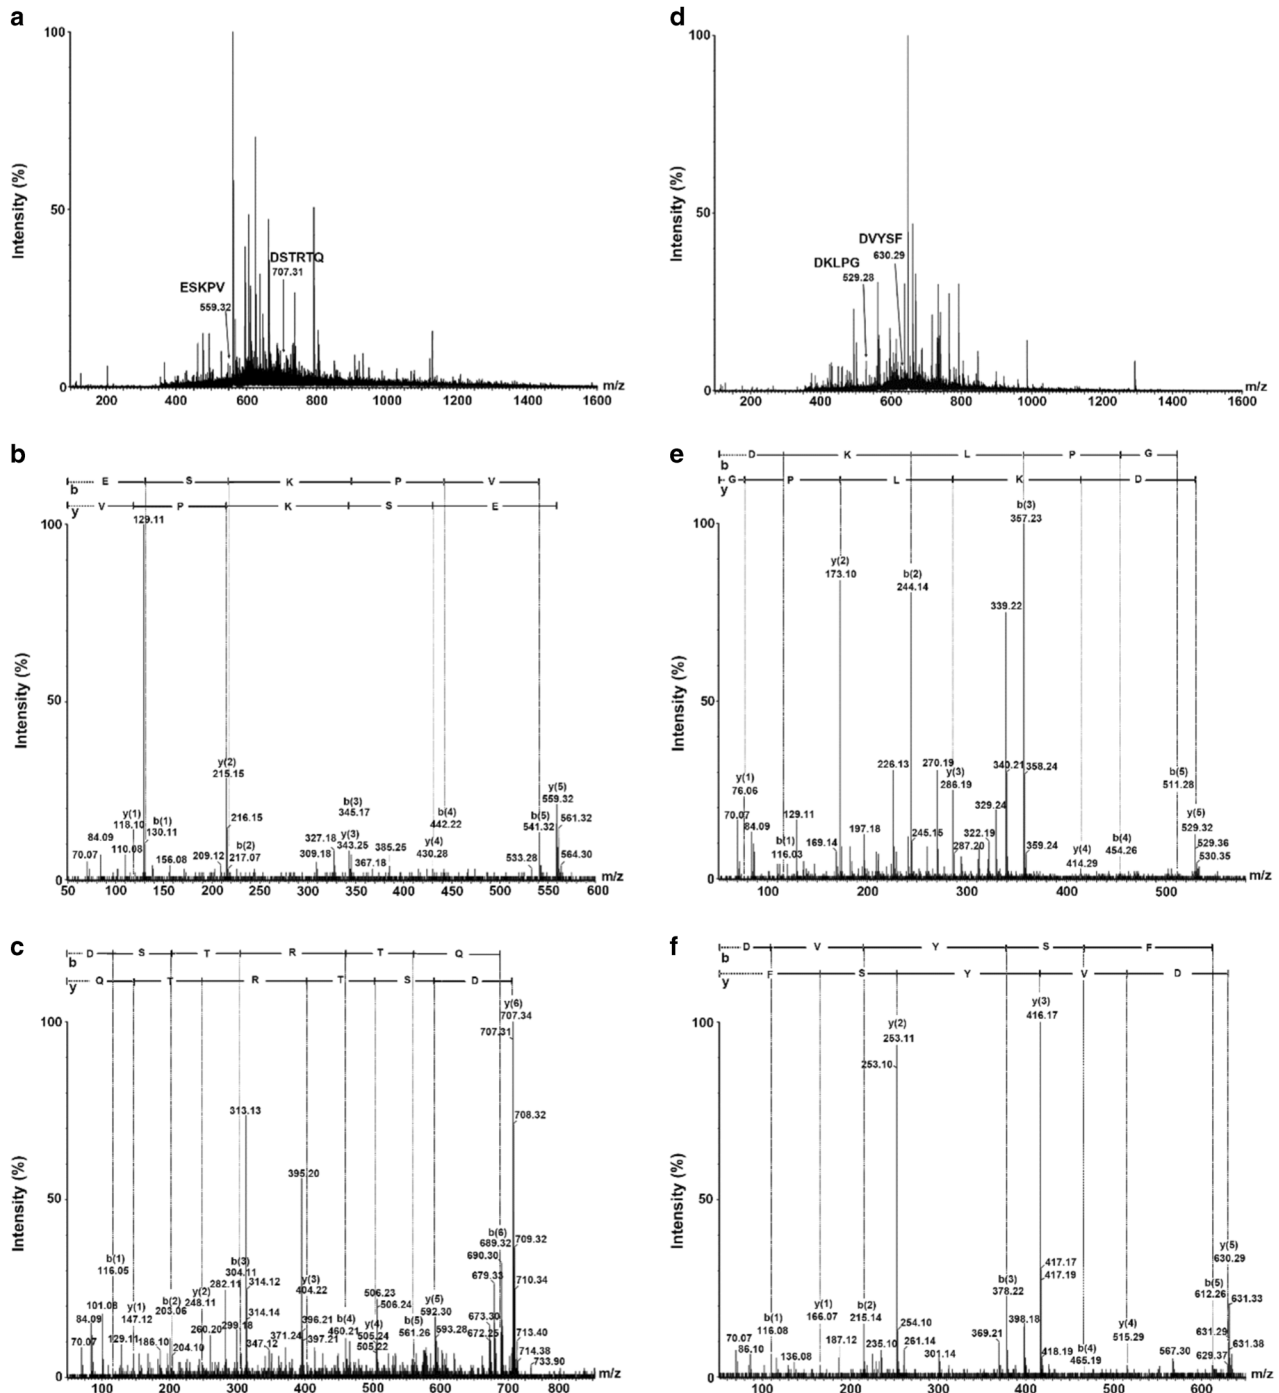 a
100
50
0
Intensity (%)
ESKPV
559.32
DSTRTQ
707.31
200 400 600 800 1000 1200 1400 1600 m/z
d
100
50
0
Intensity (%)
DKLPG
529.28
DVYSF
630.29
200 400 600 800 1000 1200 1400 1600 m/z
b
b E S K P V
y V P K S E
100
50
0
Intensity (%)
129.11
y(2)
215.15
216.15
y(1)
118.10
b(1)
130.11
84.09
70.07
110.08
156.08
209.12
b(2)
217.07
b(3)
345.17
327.18
309.18
y(3)
343.25
367.18
385.25
b(4)
442.22
y(4)
430.28
y(5)
559.32
b(5)
541.32
561.32
533.28
564.30
50 100 150 200 250 300 350 400 450 500 550 600 m/z
e
b D K L P G
y G P L K D
100
50
0
Intensity (%)
b(3)
357.23
y(2)
173.10
b(2)
244.14
339.22
y(1)
76.06
70.07
84.09
129.11
b(1)
116.03
169.14
197.18
226.13
245.15
270.19
y(3)
286.19
287.20
322.19
329.24
340.21
358.24
359.24
y(4)
414.29
b(4)
454.26
b(5)
511.28
y(5)
529.32
529.36
530.35
100 200 300 400 500 m/z
c
b D S T R T Q
y Q T R T S D
100
50
0
Intensity (%)
y(6)
707.34
707.31
708.32
313.13
395.20
b(6)
689.32
690.30
709.32
679.33
710.34
b(1)
116.05
101.08
84.09
70.07
y(1)
147.12
129.11
186.10
b(2)
203.06
204.10
y(2)
248.11
260.20
282.11
299.18
b(3)
304.11
314.12
314.14
347.12
371.24
y(3)
404.22
396.21
397.21
b(4)
460.21
506.23
506.24
y(4)
505.24
505.22
b(5)
561.26
y(5)
592.30
593.28
673.30
672.25
713.40
714.38
733.90
100 200 300 400 500 600 700 800 m/z
f
b D V Y S F
y F S Y V D
100
50
0
Intensity (%)
y(3)
416.17
y(2)
253.11
253.10
417.17
417.19
b(3)
378.22
398.18
369.21
418.19
b(1)
116.08
70.07
86.10
136.08
y(1)
166.07
187.12
b(2)
215.14
235.10
254.10
261.14
301.14
b(4)
465.19
y(4)
515.29
567.30
y(5)
630.29
b(5)
612.26
631.33
631.29
629.37
631.38
100 200 300 400 500 600 m/z